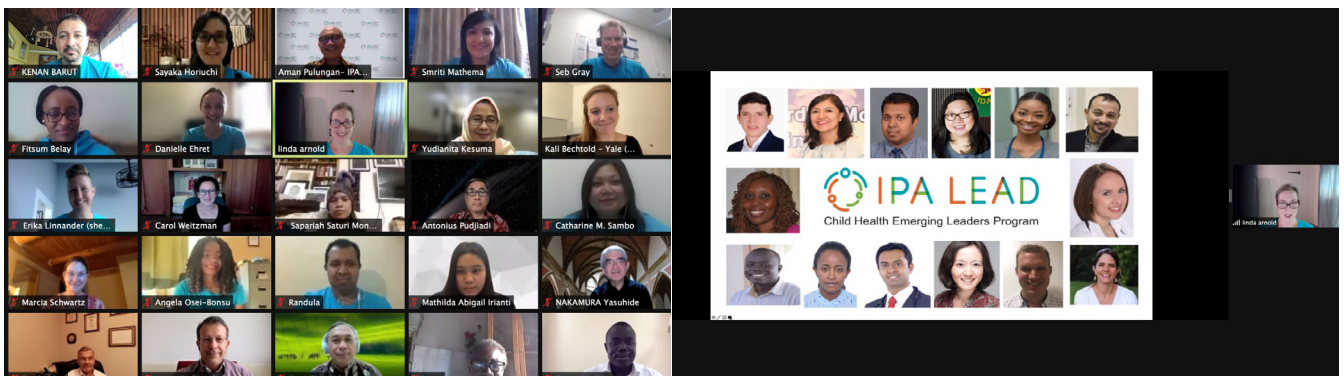 KENAN BARUT
Sayaka Horiuchi
Aman Pulungan- IPA...
Smriti Mathema
Seb Gray
Fitsum Belay
Danielle Ehret
linda arnold
Yudianita Kesuma
Kali Bechtold - Yale (...
Erika Linnander (she...
Carol Weitzman
Sapariah Saturi Mon...
Antonius Pudjiadi
Catharine M. Sambo
Marcia Schwartz
Angela Osei-Bonsu
Randula
Mathilda Abigail Irianti
NAKAMURA Yasuhide
IPA LEAD
Child Health Emerging Leaders Program
linda arnold